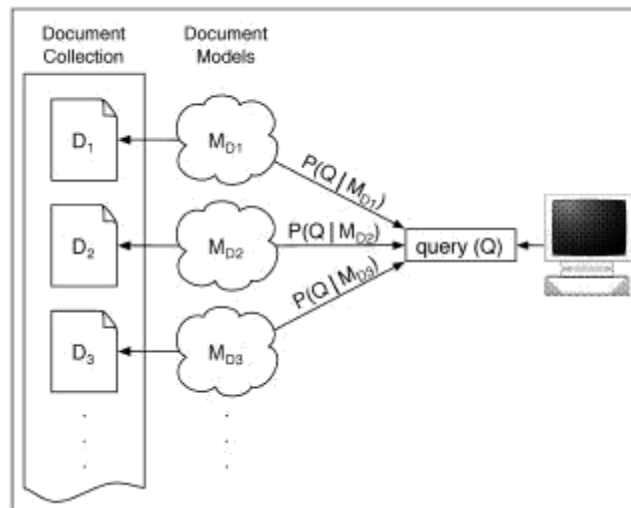 Document Collection
Document Models
D1
MD1
P(Q | MD1)
D2
MD2
P(Q | MD2)
query (Q)
P(Q | MD3)
D3
MD3